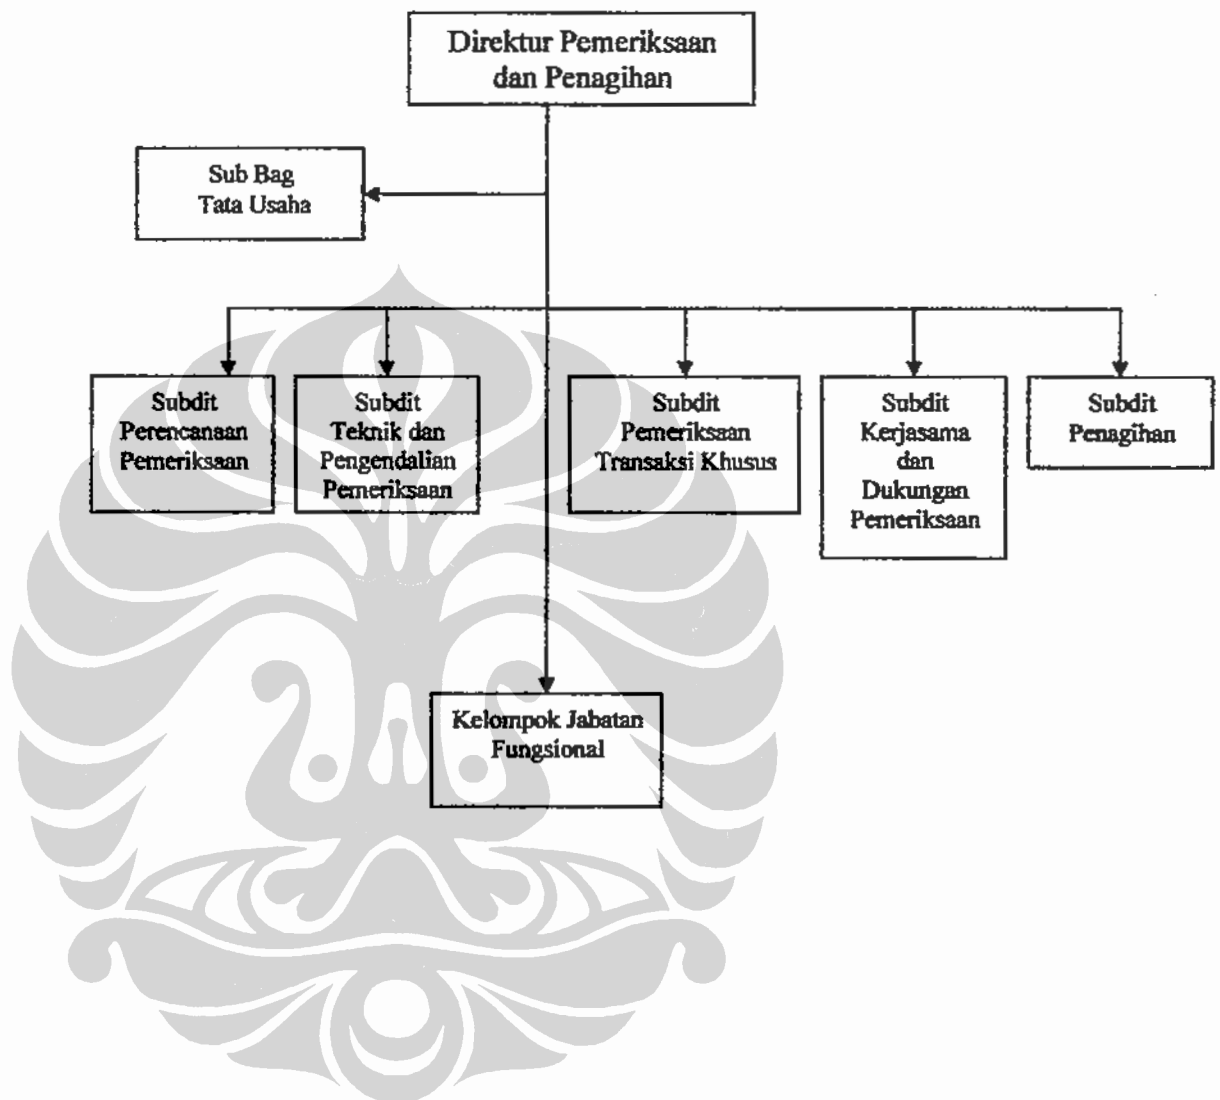 Direktur Pemeriksaan
dan Penagihan
Sub Bag
Tata Usaha
Subdit
Perencanaan
Pemeriksaan
Subdit
Teknik dan
Pengendalian
Pemeriksaan
Subdit
Pemeriksaan
Transaksi Khusus
Subdit
Kerjasama
dan
Dukungan
Pemeriksaan
Subdit
Penagihan
Kelompok Jabatan
Fungsional